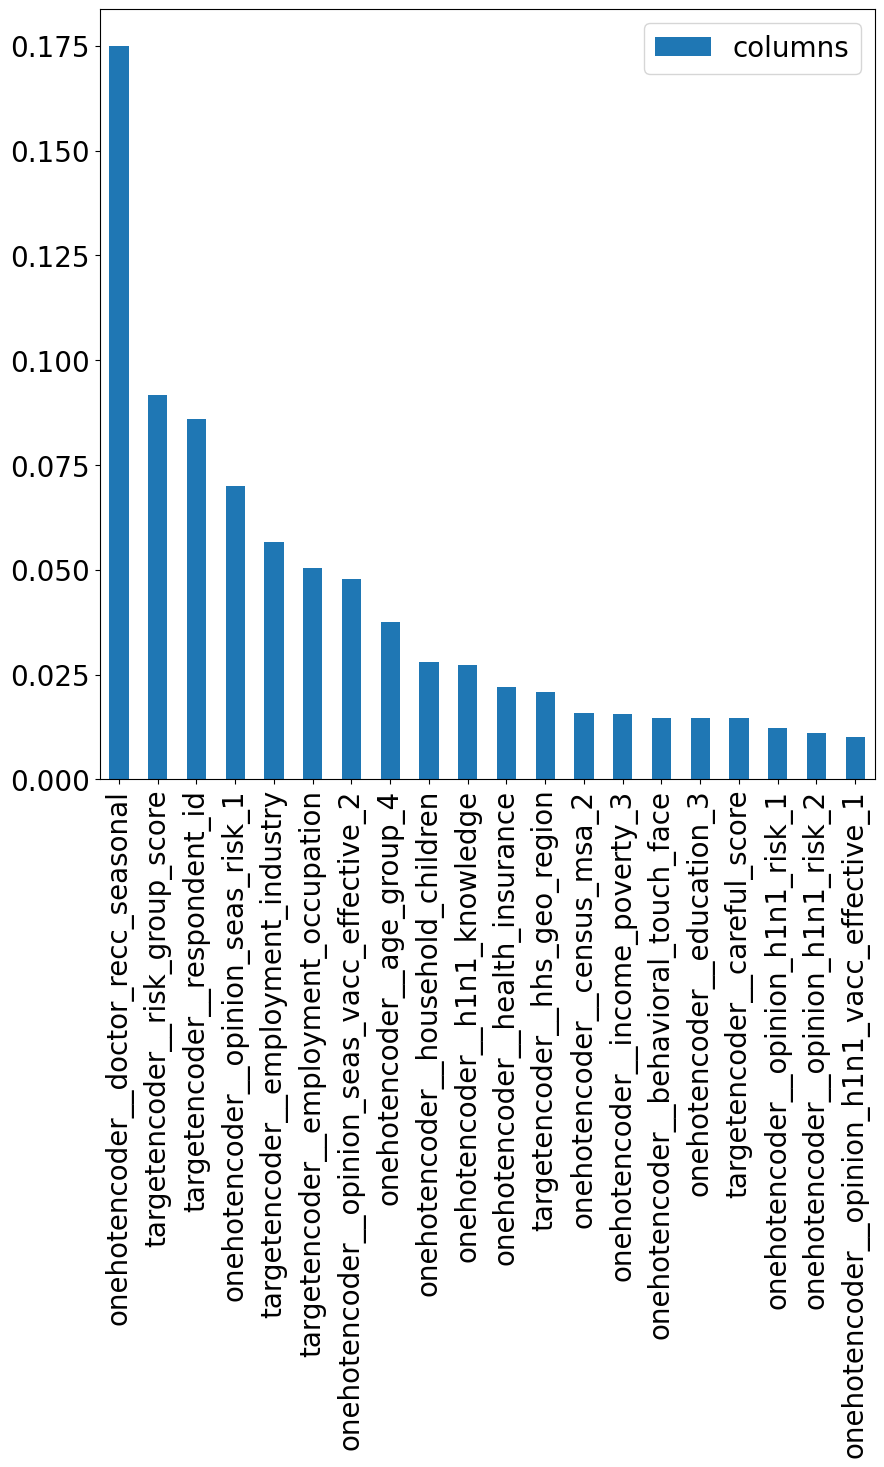 columns
0.175
0.150
0.125
0.100
0.075
0.050
0.025
0.000
onehotencoder__doctor_recc_seasonal
targetencoder__risk_group_score
targetencoder__respondent_id
onehotencoder__opinion_seas_risk_1
targetencoder__employment_industry
targetencoder__employment_occupation
onehotencoder__opinion_seas_vacc_effective_2
onehotencoder__age_group_4
onehotencoder__household_children
onehotencoder__h1n1_knowledge
onehotencoder__health_insurance
targetencoder__hhs_geo_region
onehotencoder__census_msa_2
onehotencoder__income_poverty_3
onehotencoder__behavioral_touch_face
onehotencoder__education_3
targetencoder__careful_score
onehotencoder__opinion_h1n1_risk_1
onehotencoder__opinion_h1n1_risk_2
onehotencoder__opinion_h1n1_vacc_effective_1